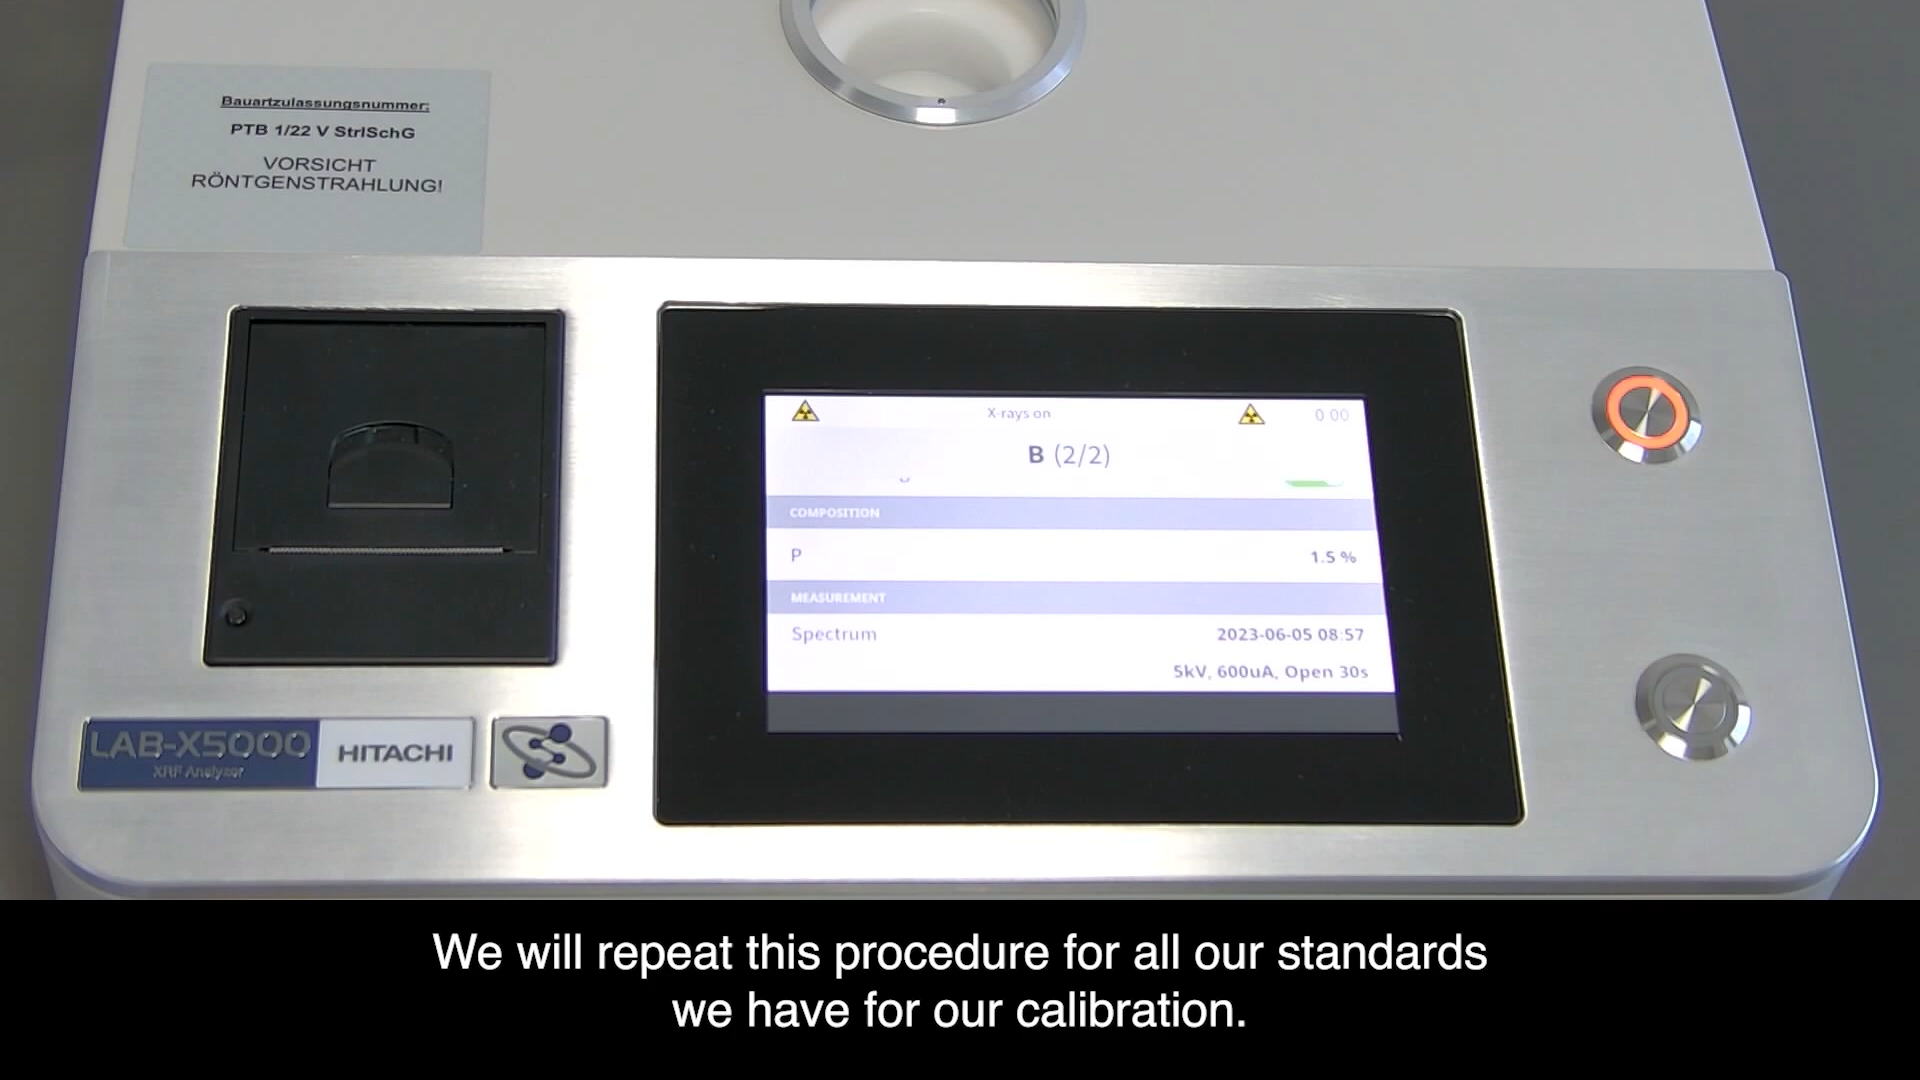 Bauartzulassungsnummer:
PTB 1/22 V StrlSchG
VORSICHT
RÖNTGENSTRAHLUNG!
X-rays on
0:00
B (2/2)
COMPOSITION
P 1.5 %
MEASUREMENT
Spectrum 2023-06-05 08:57
5kV, 600uA, Open 30s
LAB-X5000
XRF Analyzer
HITACHI
We will repeat this procedure for all our standards
we have for our calibration.